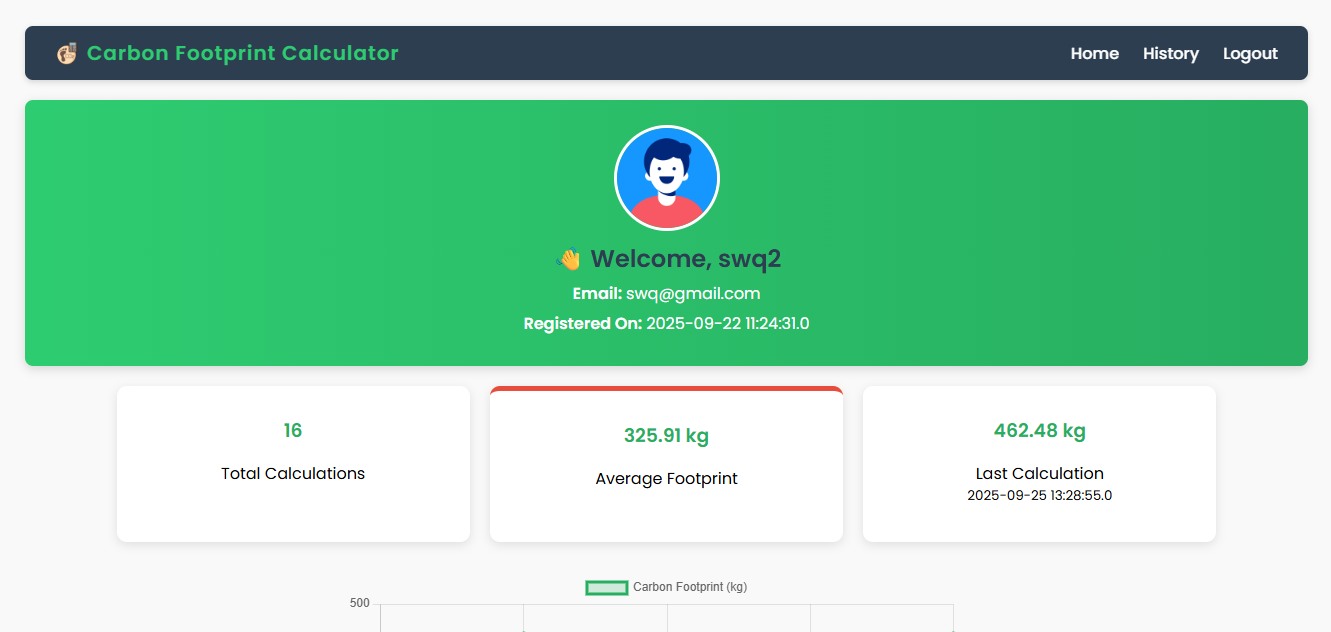 Carbon Footprint Calculator
Home History Logout
👋 Welcome, swq2
Email: swq@gmail.com
Registered On: 2025-09-22 11:24:31.0
16
Total Calculations
325.91 kg
Average Footprint
462.48 kg
Last Calculation
2025-09-25 13:28:55.0
Carbon Footprint (kg)
500